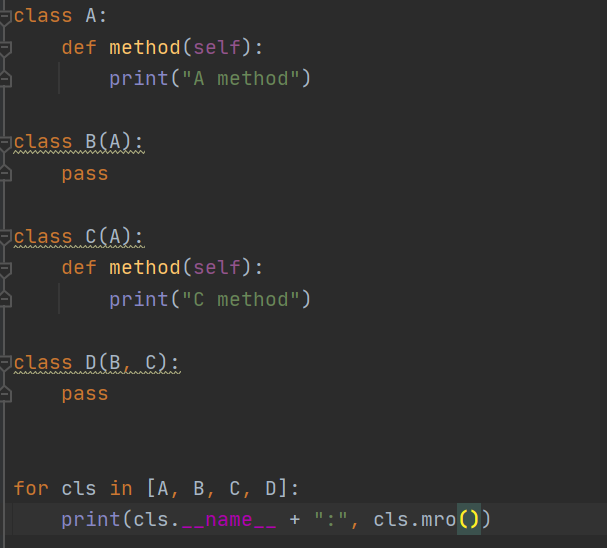 class A:
    def method(self):
        print("A method")
class B(A):
    pass
class C(A):
    def method(self):
        print("C method")
class D(B, C):
    pass
for cls in [A, B, C, D]:
    print(cls.__name__ + ":", cls.mro())